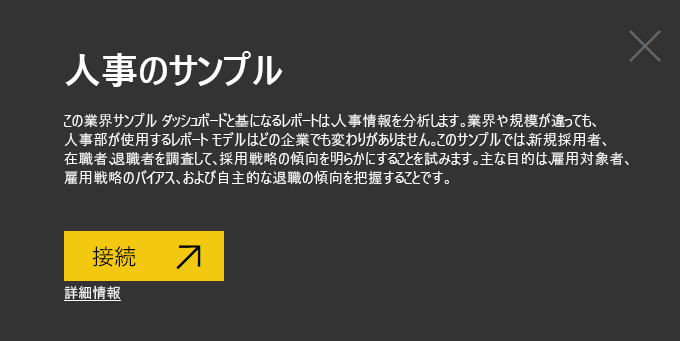 人事のサンプル
この業界サンプル ダッシュボードと基になるレポートは、人事情報を分析します。業界や規模が違っても、
人事部が使用するレポート モデルはどの企業でも変わりがありません。このサンプルでは、新規採用者、
在職者、退職者を調査して、採用戦略の傾向を明らかにすることを試みます。主な目的は、雇用対象者、
雇用戦略のバイアス、および自主的な退職の傾向を把握することです。
接続
詳細情報